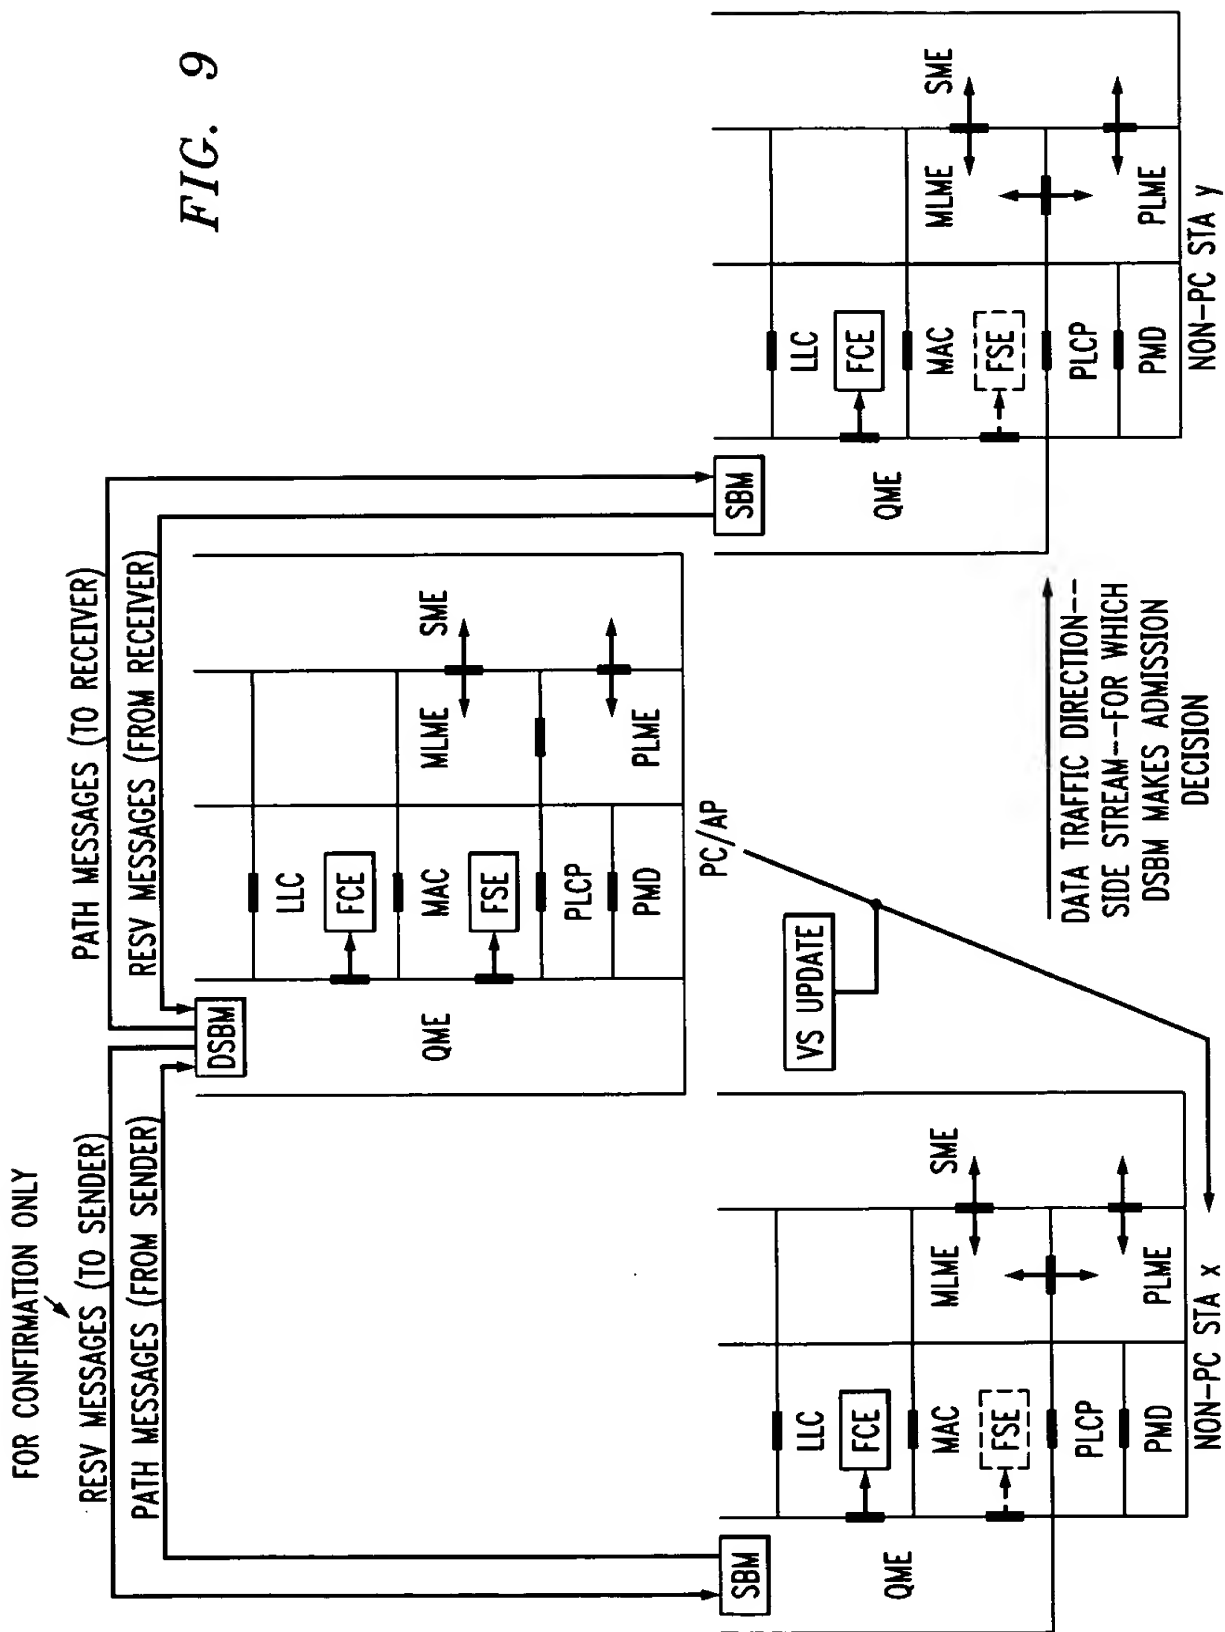 FIG. 9
FOR CONFIRMATION ONLY
RESV MESSAGES (TO SENDER)
PATH MESSAGES (FROM SENDER)
PATH MESSAGES (TO RECEIVER)
RESV MESSAGES (FROM RECEIVER)
DSBM
QME
LLC
FCE
MAC
FSE
PLCP
PMD
MLME
SME
PLME
PC/AP
VS UPDATE
SBM
QME
LLC
FCE
MAC
FSE
PLCP
PMD
MLME
SME
PLME
NON-PC STA x
SBM
QME
LLC
FCE
MAC
FSE
PLCP
PMD
MLME
SME
PLME
NON-PC STA y
DATA TRAFFIC DIRECTION--
SIDE STREAM---FOR WHICH
DSBM MAKES ADMISSION
DECISION